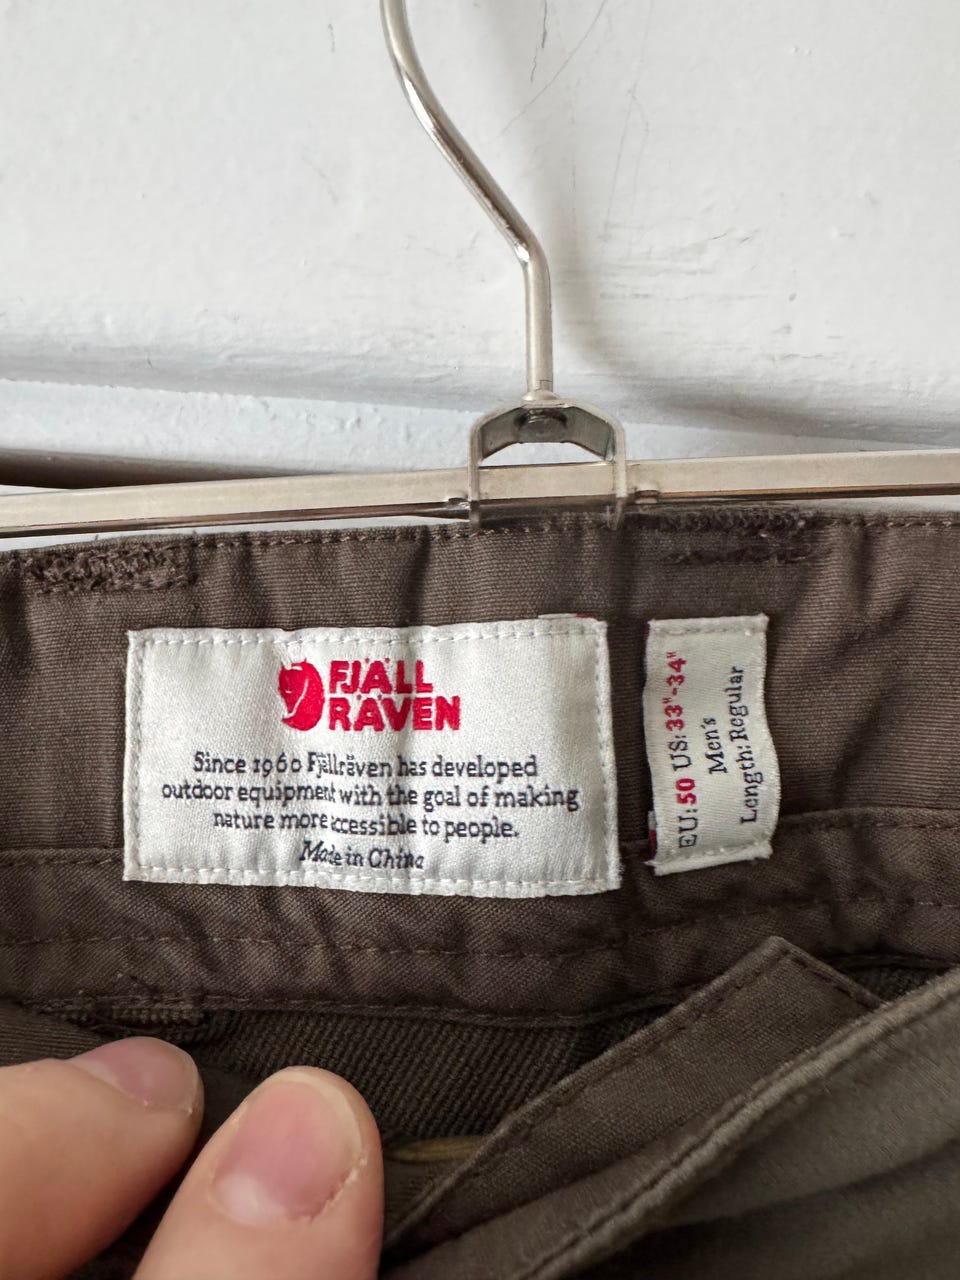 FJÄLL
RÄVEN
Since 1960 Fjällräven has developed
outdoor equipment with the goal of making
nature more accessible to people.
Made in China
EU: 50 US: 33"-34"
Men's
Length: Regular